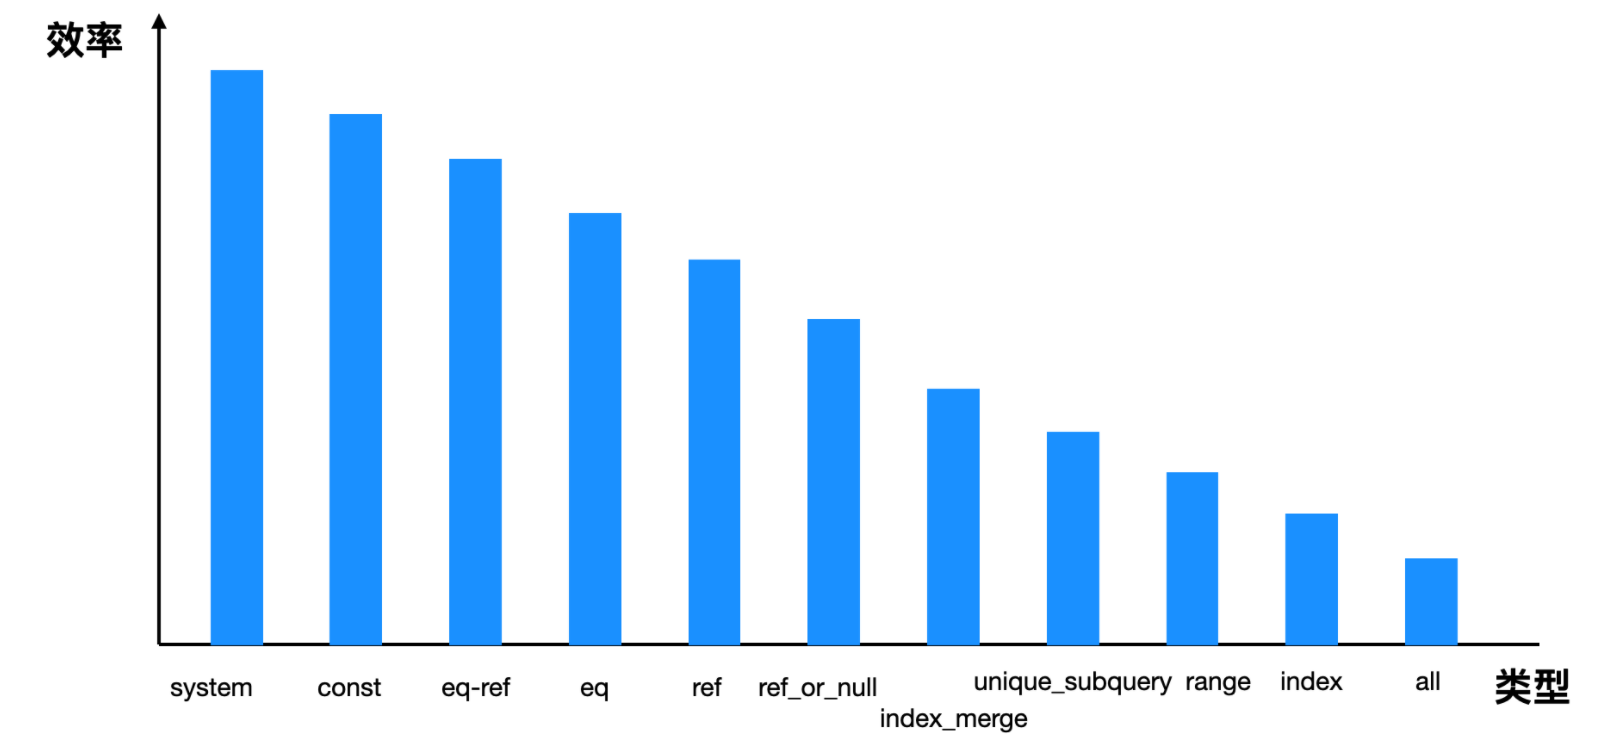 效率
system
const
eq-ref
eq
ref
ref_or_null
index_merge
unique_subquery
range
index
all
类型